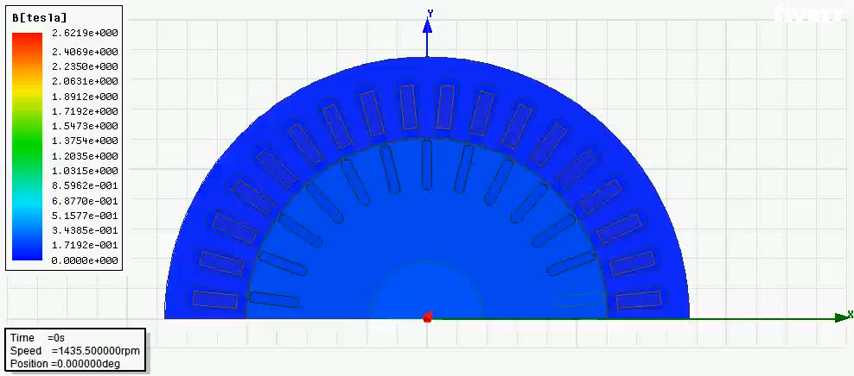 B[tesla]
2.6219e+000
2.4069e+000
2.2350e+000
2.0631e+000
1.8912e+000
1.7192e+000
1.5473e+000
1.3754e+000
1.2035e+000
1.0315e+000
8.5962e-001
6.8770e-001
5.1577e-001
3.4385e-001
1.7192e-001
0.0000e+000
Y
fiverr
X
Time =0s
Speed =1435.500000rpm
Position =0.000000deg